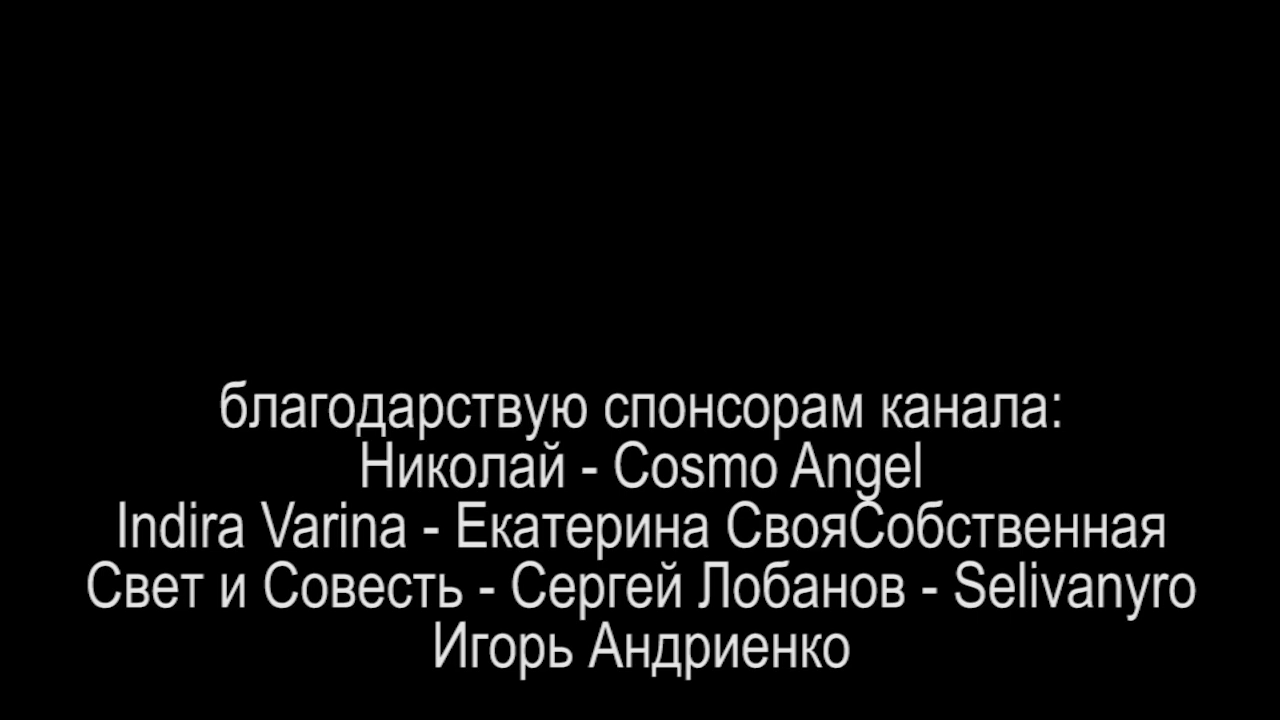 благодарствую спонсорам канала:
Николай - Cosmo Angel
Indira Varina - Екатерина СвояСобственная
Свет и Совесть - Сергей Лобанов - Selivanyro
Игорь Андриенко